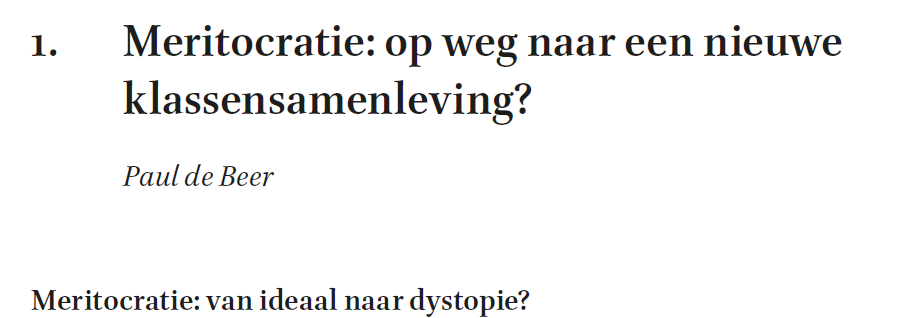 1. Meritocratie: op weg naar een nieuwe
klassensamenleving?
Paul de Beer
Meritocratie: van ideaal naar dystopie?